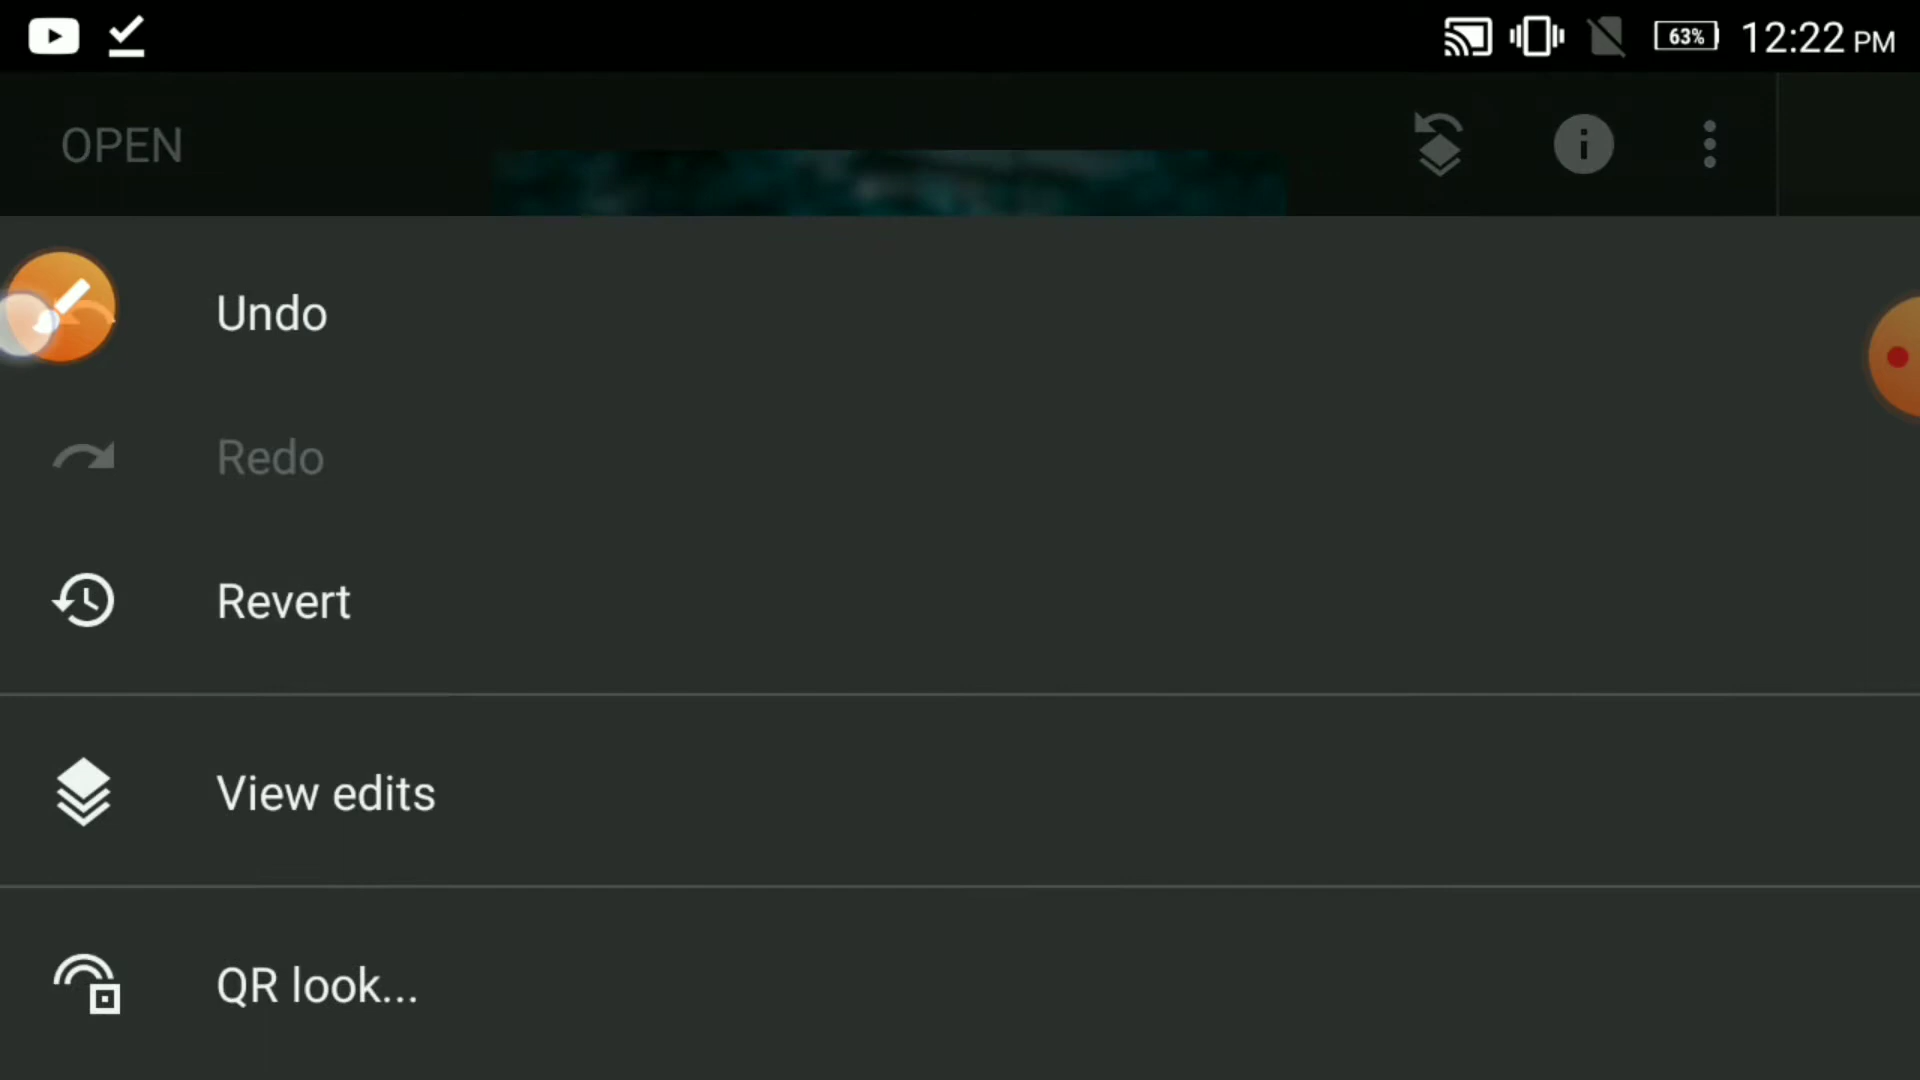 63%
12:22 PM
OPEN
Undo
Redo
Revert
View edits
QR look...